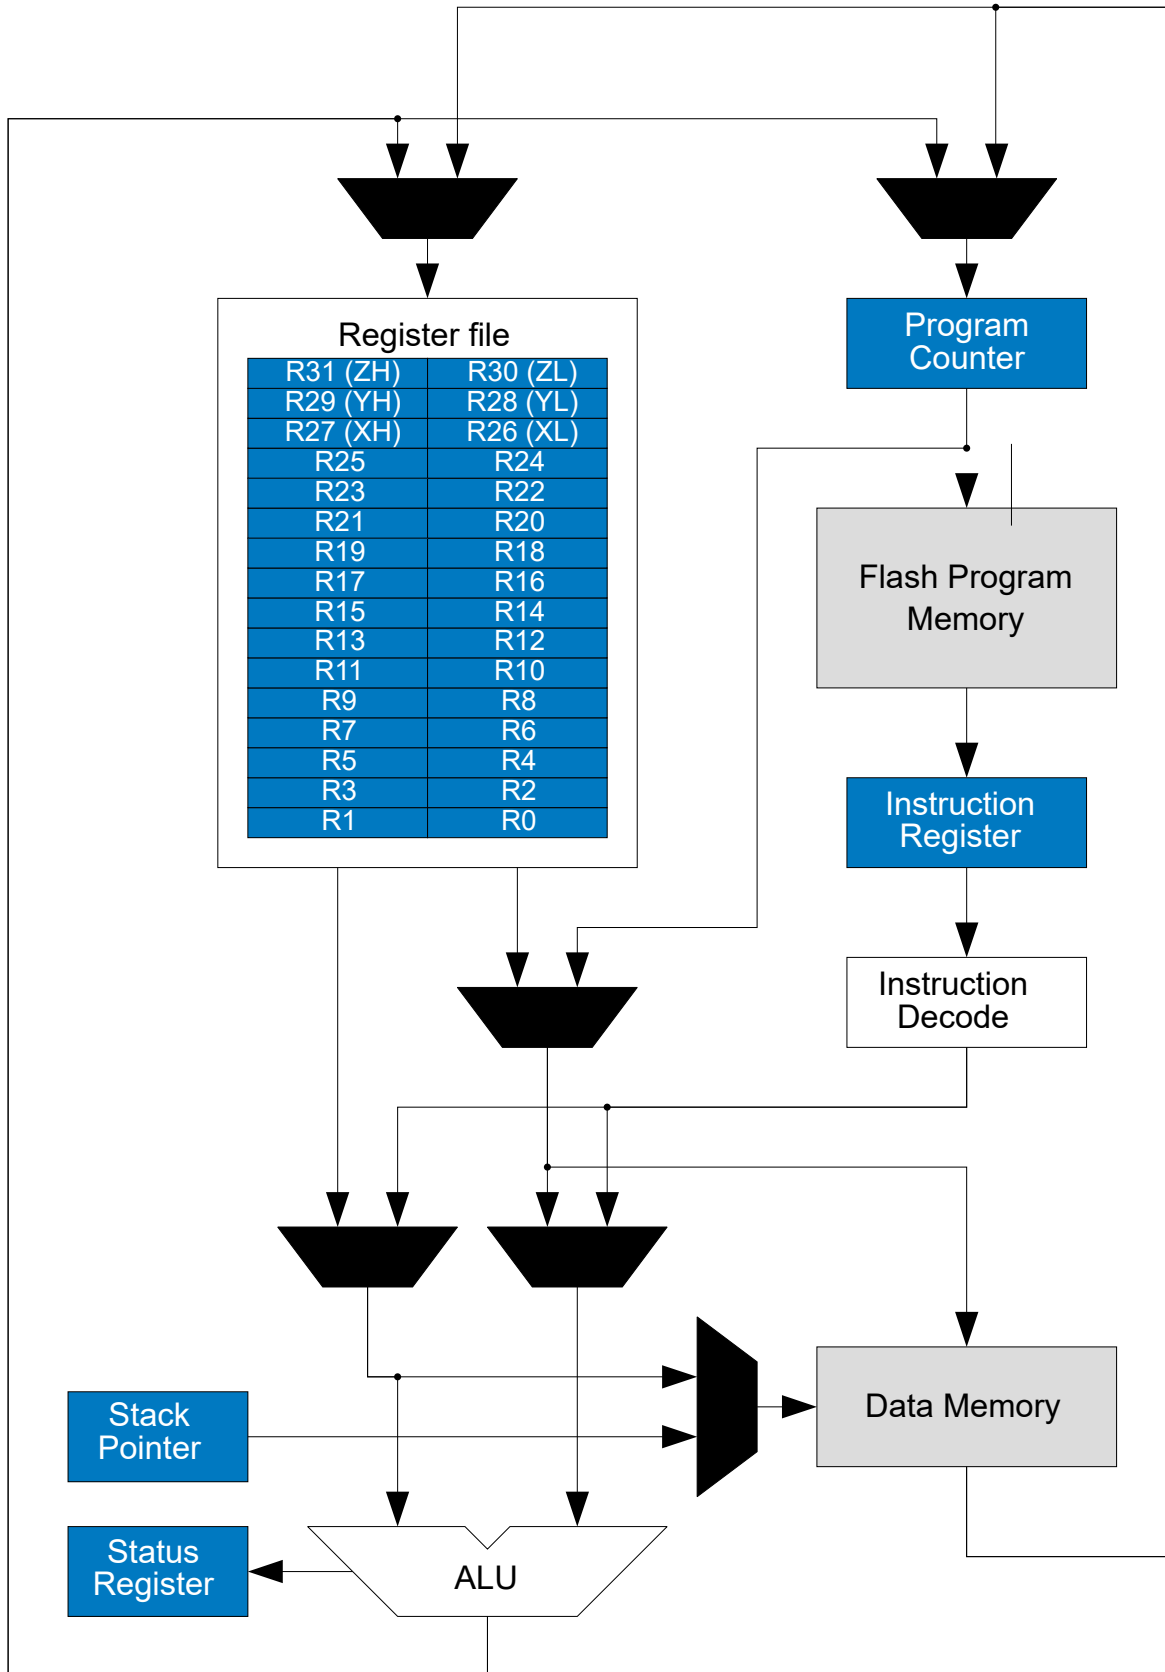 Register file
R31 (ZH) R30 (ZL)
R29 (YH) R28 (YL)
R27 (XH) R26 (XL)
R25 R24
R23 R22
R21 R20
R19 R18
R17 R16
R15 R14
R13 R12
R11 R10
R9 R8
R7 R6
R5 R4
R3 R2
R1 R0
Program
Counter
Flash Program
Memory
Instruction
Register
Instruction
Decode
Stack
Pointer
Data Memory
Status
Register
ALU